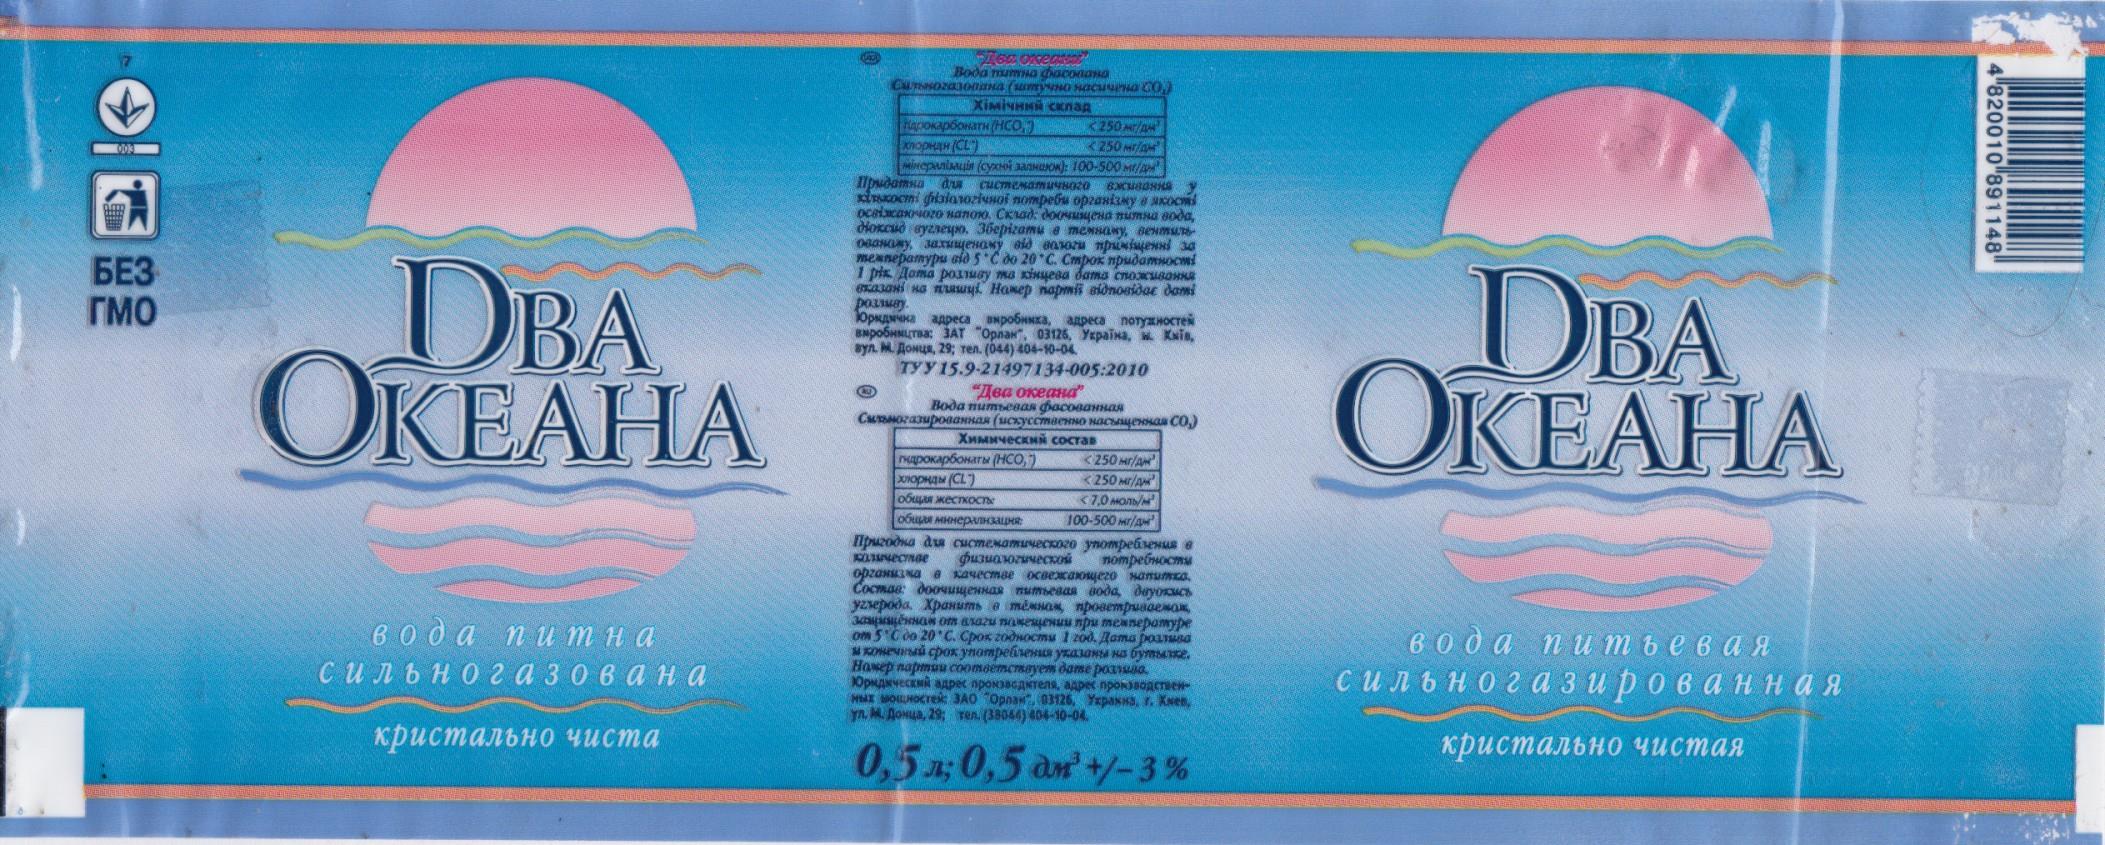 7
003
БЕЗ
ГМО
DВА
ОКЕАНА
вода питна
сильногазована
кристально чиста
"Два океани"
Вода питна фасована
Сильногазована (штучно насичена CO₂)
Хімічний склад
гідрокарбонати (HCO₃⁻) < 250 мг/дм³
хлориди (CL⁻) < 250 мг/дм³
мінералізація (сухий залишок): 100-500 мг/дм³
Придатна для систематичного вживання у
кількості фізіологічної потреби організму в якості
освіжаючого напою. Склад: доочищена питна вода,
діоксид вуглецю. Зберігати в темному, вентиль-
ованому, захищеному від вологи приміщенні за
температури від 5°C до 20°C. Строк придатності
1 рік. Дата розливу та кінцева дата споживання
вказані на пляшці. Номер партії відповідає даті
розливу.
Юридична адреса виробника, адреса потужностей
виробництва: ЗАТ "Орлан", 03126, Україна, м. Київ,
вул. М. Донця, 29; тел. (044) 404-10-04.
ТУ У 15.9-21497134-005:2010
RU "Два океана"
Вода питьевая фасованная
Сильногазированная (искусственно насыщенная CO₂)
Химический состав
гидрокарбонаты (HCO₃⁻) < 250 мг/дм³
хлориды (CL⁻) < 250 мг/дм³
общая жесткость: < 7,0 моль/м³
общая минерализация: 100-500 мг/дм³
Пригодна для систематического употребления в
количестве физиологической потребности
организма в качестве освежающего напитка.
Состав: доочищенная питьевая вода, двуокись
углерода. Хранить в тёмном, проветриваемом,
защищённом от влаги помещении при температуре
от 5°C до 20°C. Срок годности 1 год. Дата розлива
и конечный срок употребления указаны на бутылке.
Номер партии соответствует дате розлива.
Юридический адрес производителя, адрес производствен-
ных мощностей: ЗАО "Орлан", 03126, Украина, г. Киев,
ул. М. Донца, 29; тел. (38044) 404-10-04.
0,5 л; 0,5 дм³ +/– 3 %
DВА
ОКЕАНА
вода питьевая
сильногазированная
кристально чистая
4 820010 891148